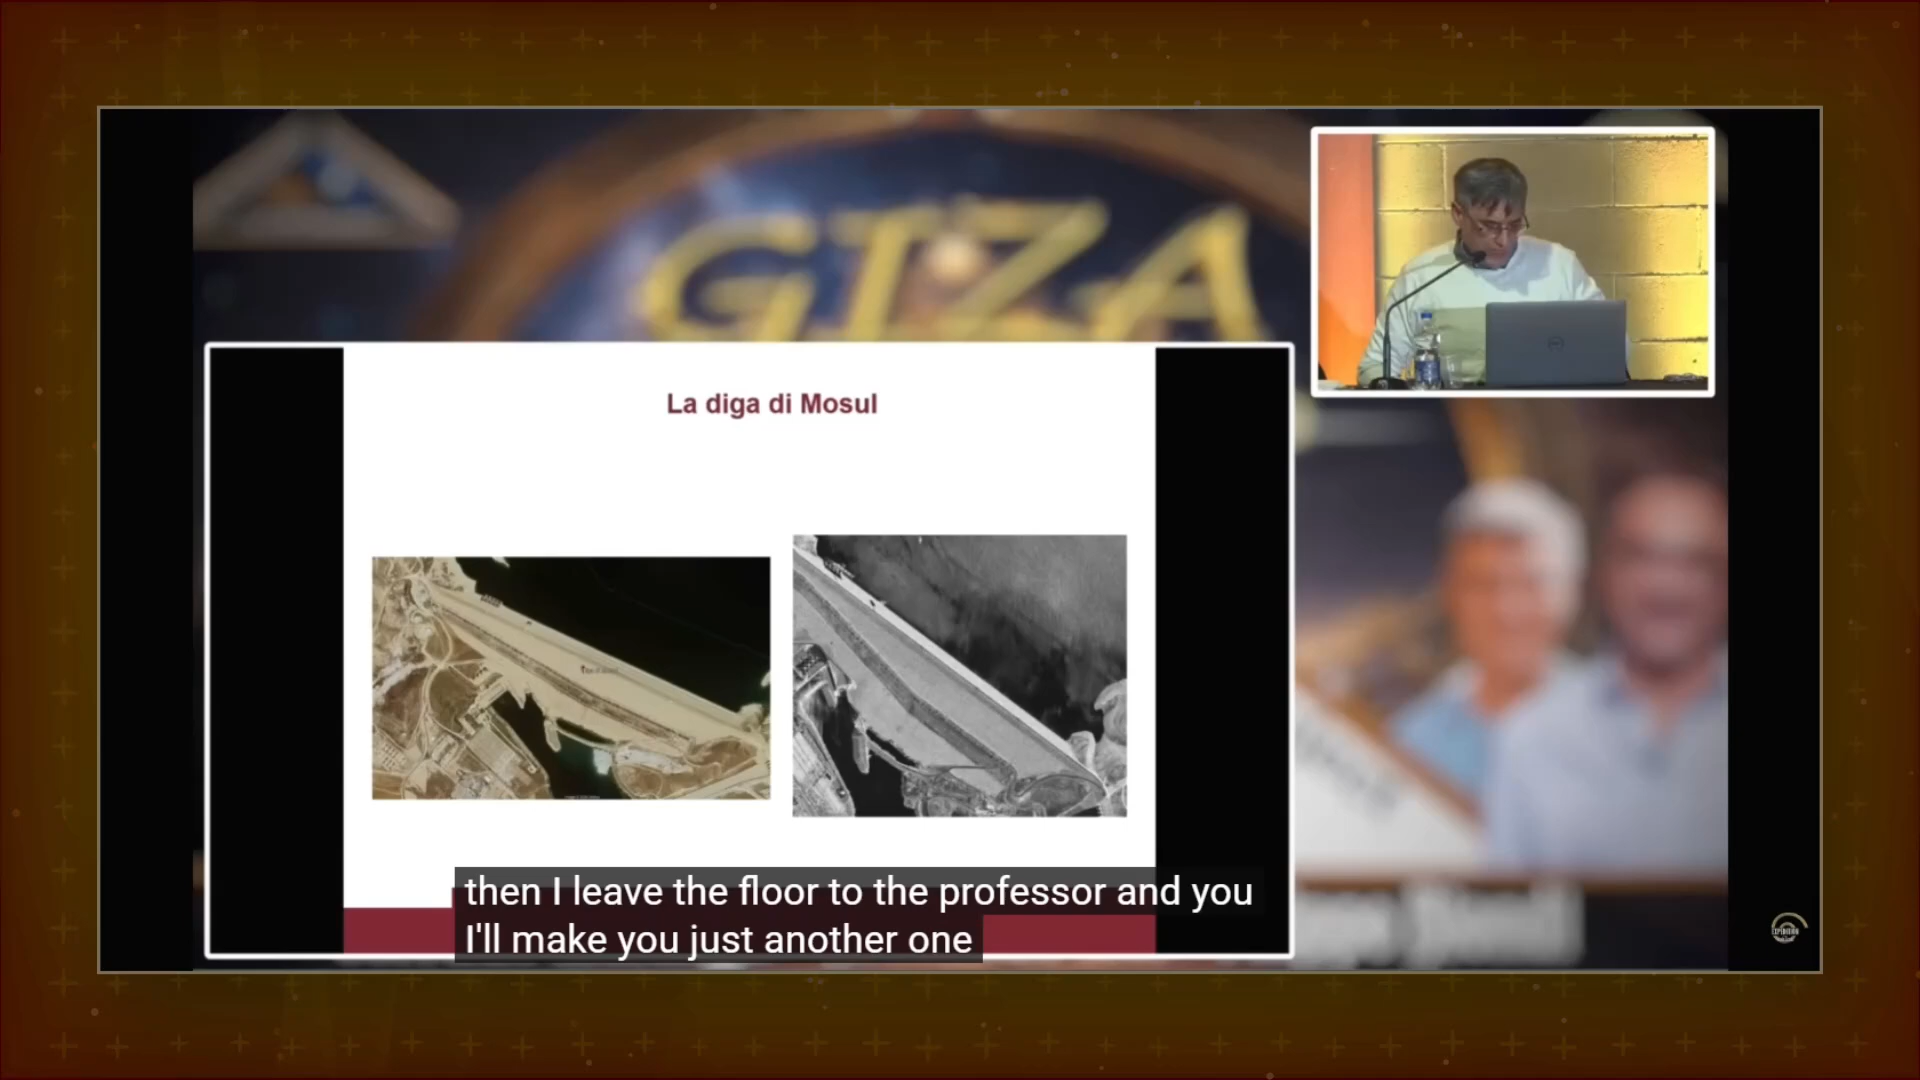 GIZA
La diga di Mosul
then I leave the floor to the professor and you
I'll make you just another one